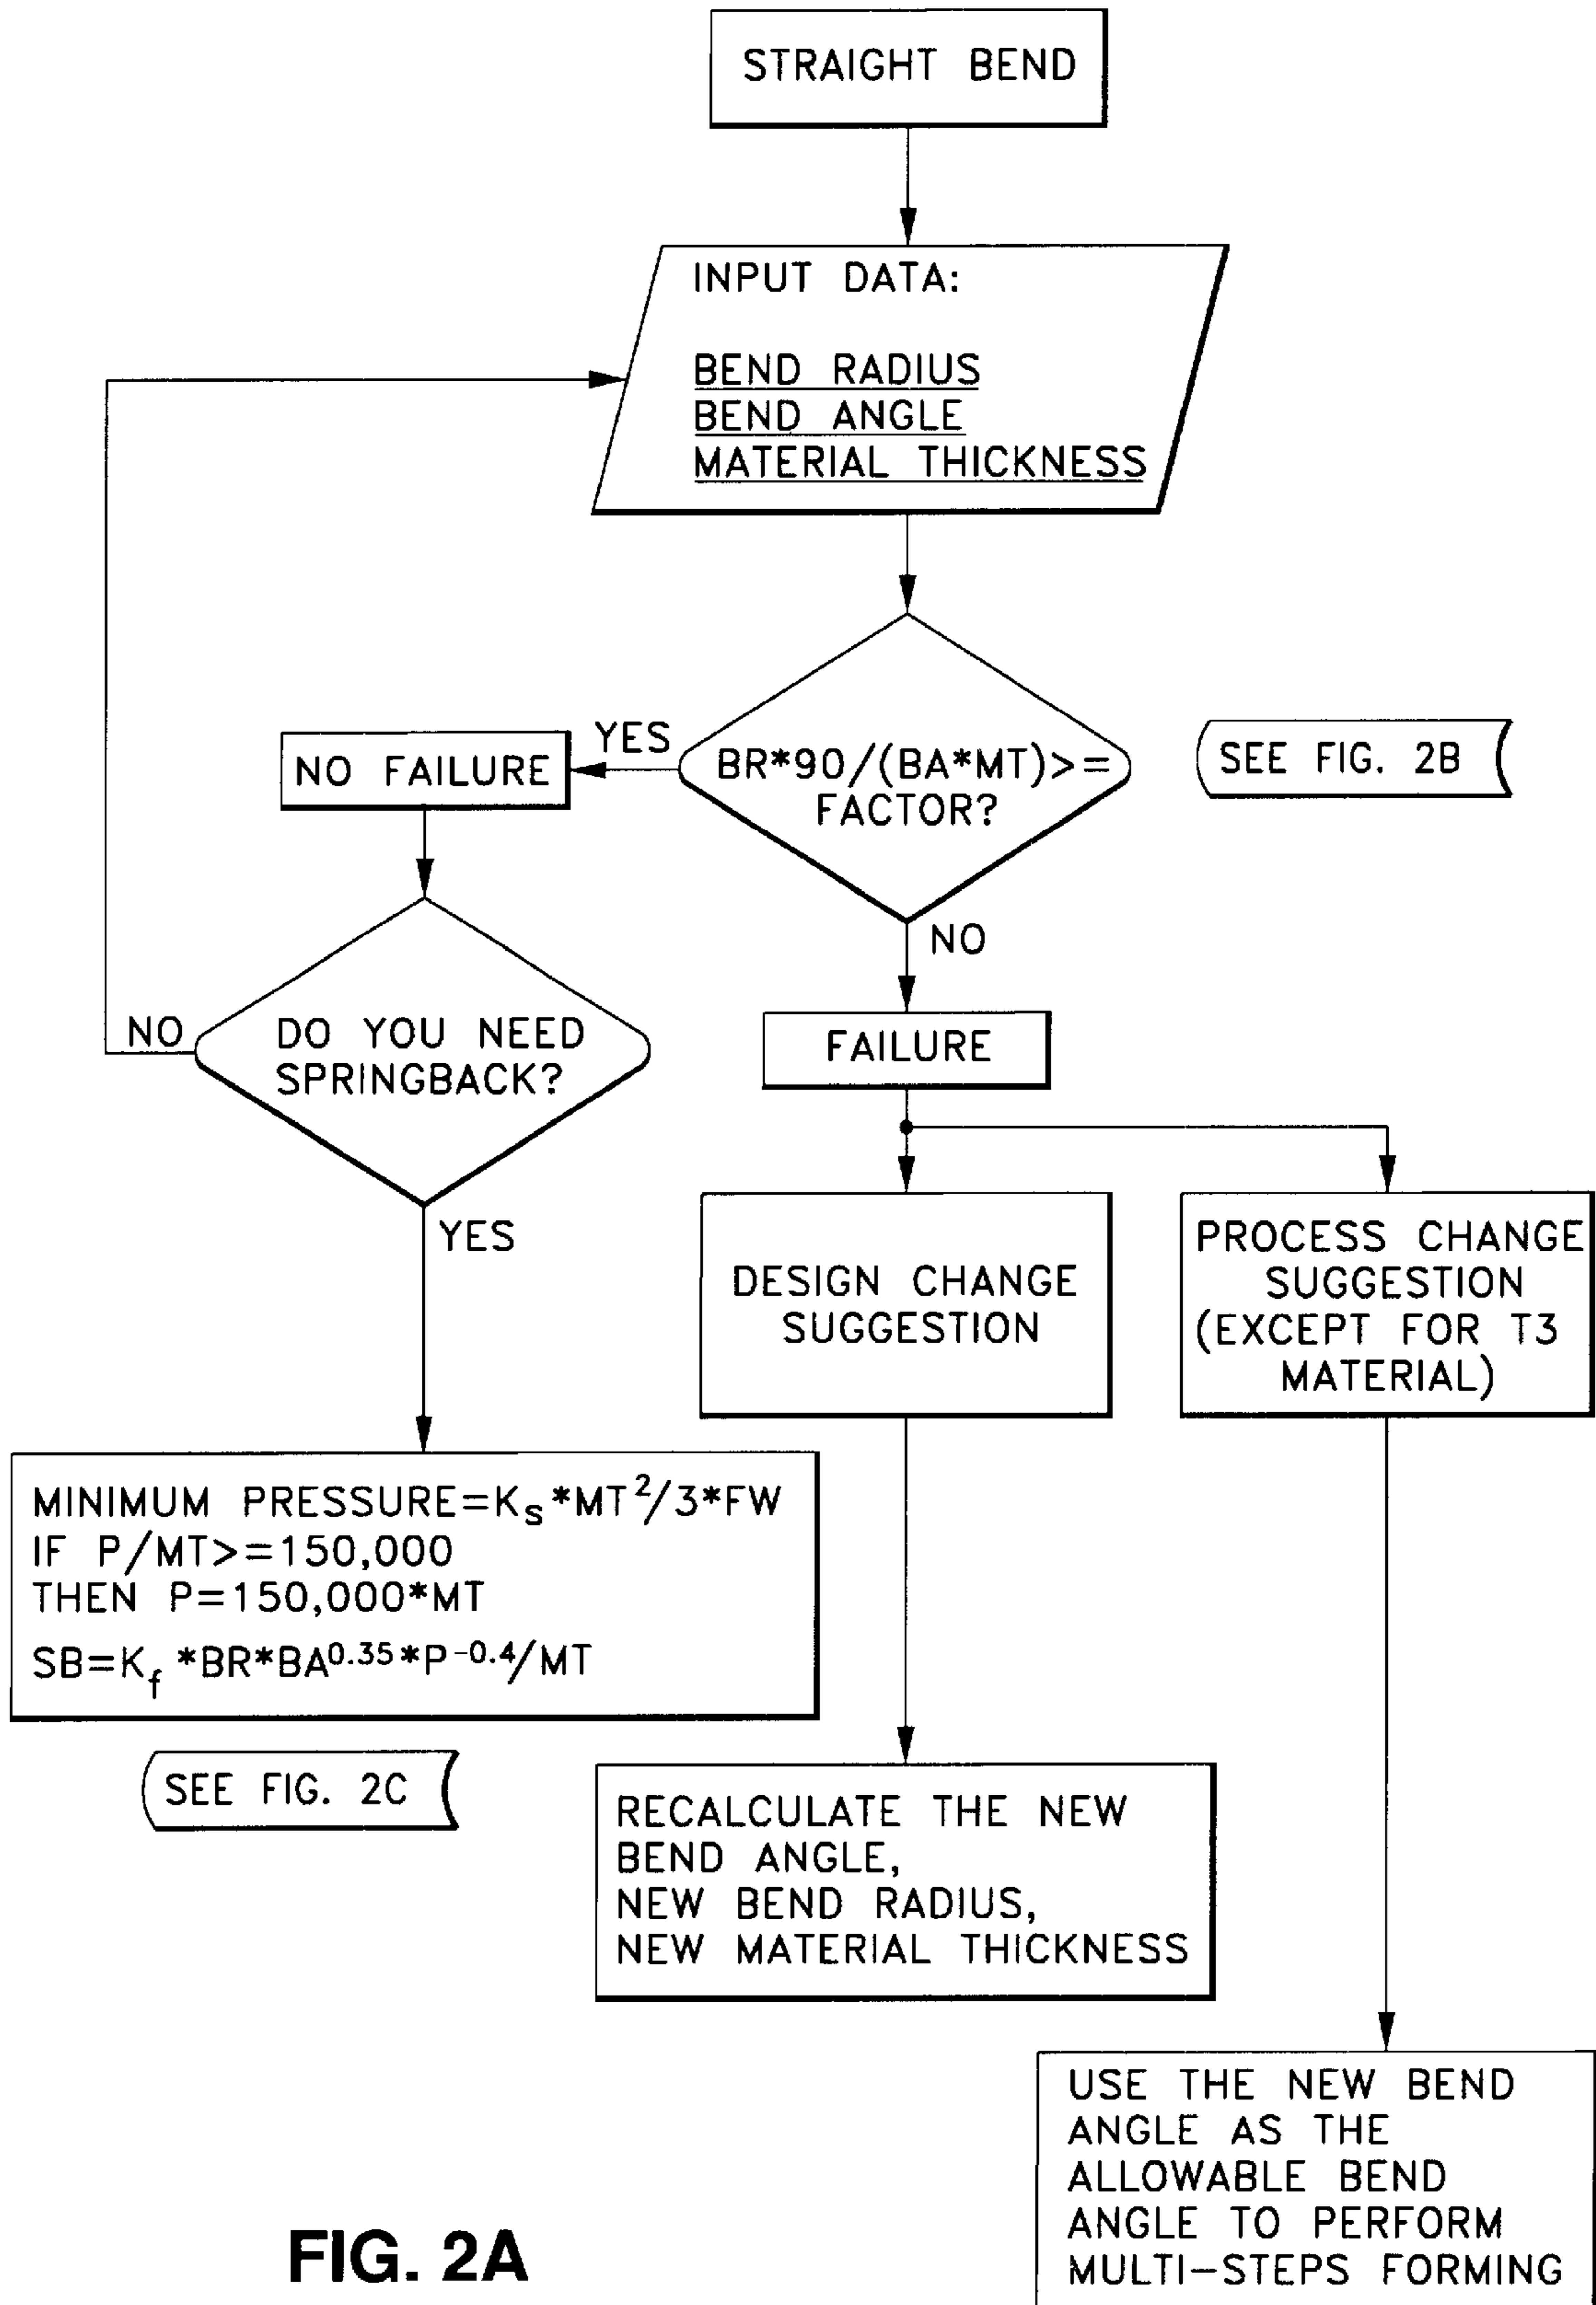 STRAIGHT BEND
INPUT DATA:
BEND RADIUS
BEND ANGLE
MATERIAL THICKNESS
YES
NO FAILURE
BR*90/(BA*MT)>=
FACTOR?
SEE FIG. 2B
NO
NO
DO YOU NEED
SPRINGBACK?
FAILURE
YES
DESIGN CHANGE
SUGGESTION
PROCESS CHANGE
SUGGESTION
(EXCEPT FOR T3
MATERIAL)
MINIMUM PRESSURE=Kₛ*MT²/3*FW
IF P/MT>=150,000
THEN P=150,000*MT
SB=K_f *BR*BA^0.35*P^-0.4/MT
SEE FIG. 2C
RECALCULATE THE NEW
BEND ANGLE,
NEW BEND RADIUS,
NEW MATERIAL THICKNESS
USE THE NEW BEND
ANGLE AS THE
ALLOWABLE BEND
ANGLE TO PERFORM
MULTI-STEPS FORMING
FIG. 2A